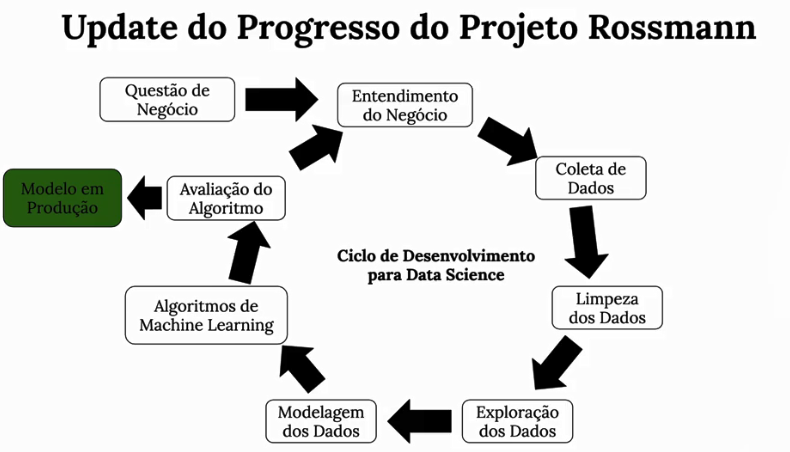 Update do Progresso do Projeto Rossmann
Questão de
Negócio
Entendimento
do Negócio
Coleta de
Dados
Limpeza
dos Dados
Exploração
dos Dados
Modelagem
dos Dados
Algoritmos de
Machine Learning
Avaliação do
Algoritmo
Modelo em
Produção
Ciclo de Desenvolvimento
para Data Science